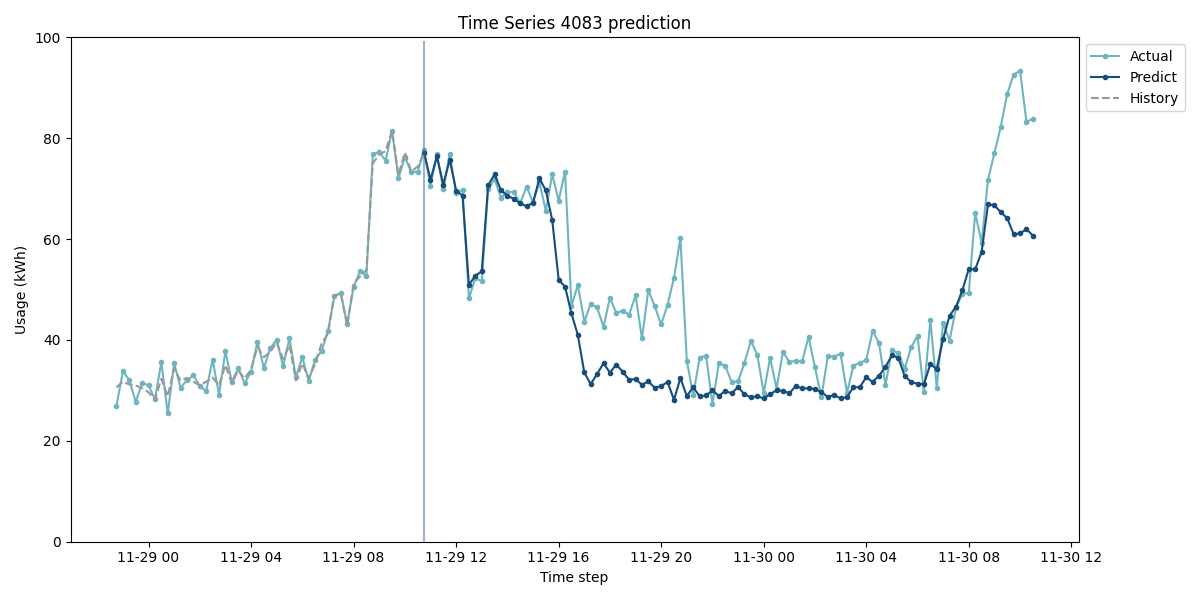 Time Series 4083 prediction
100
80
60
40
20
0
Usage (kWh)
11-29 00
11-29 04
11-29 08
11-29 12
11-29 16
11-29 20
11-30 00
11-30 04
11-30 08
11-30 12
Time step
Actual
Predict
History